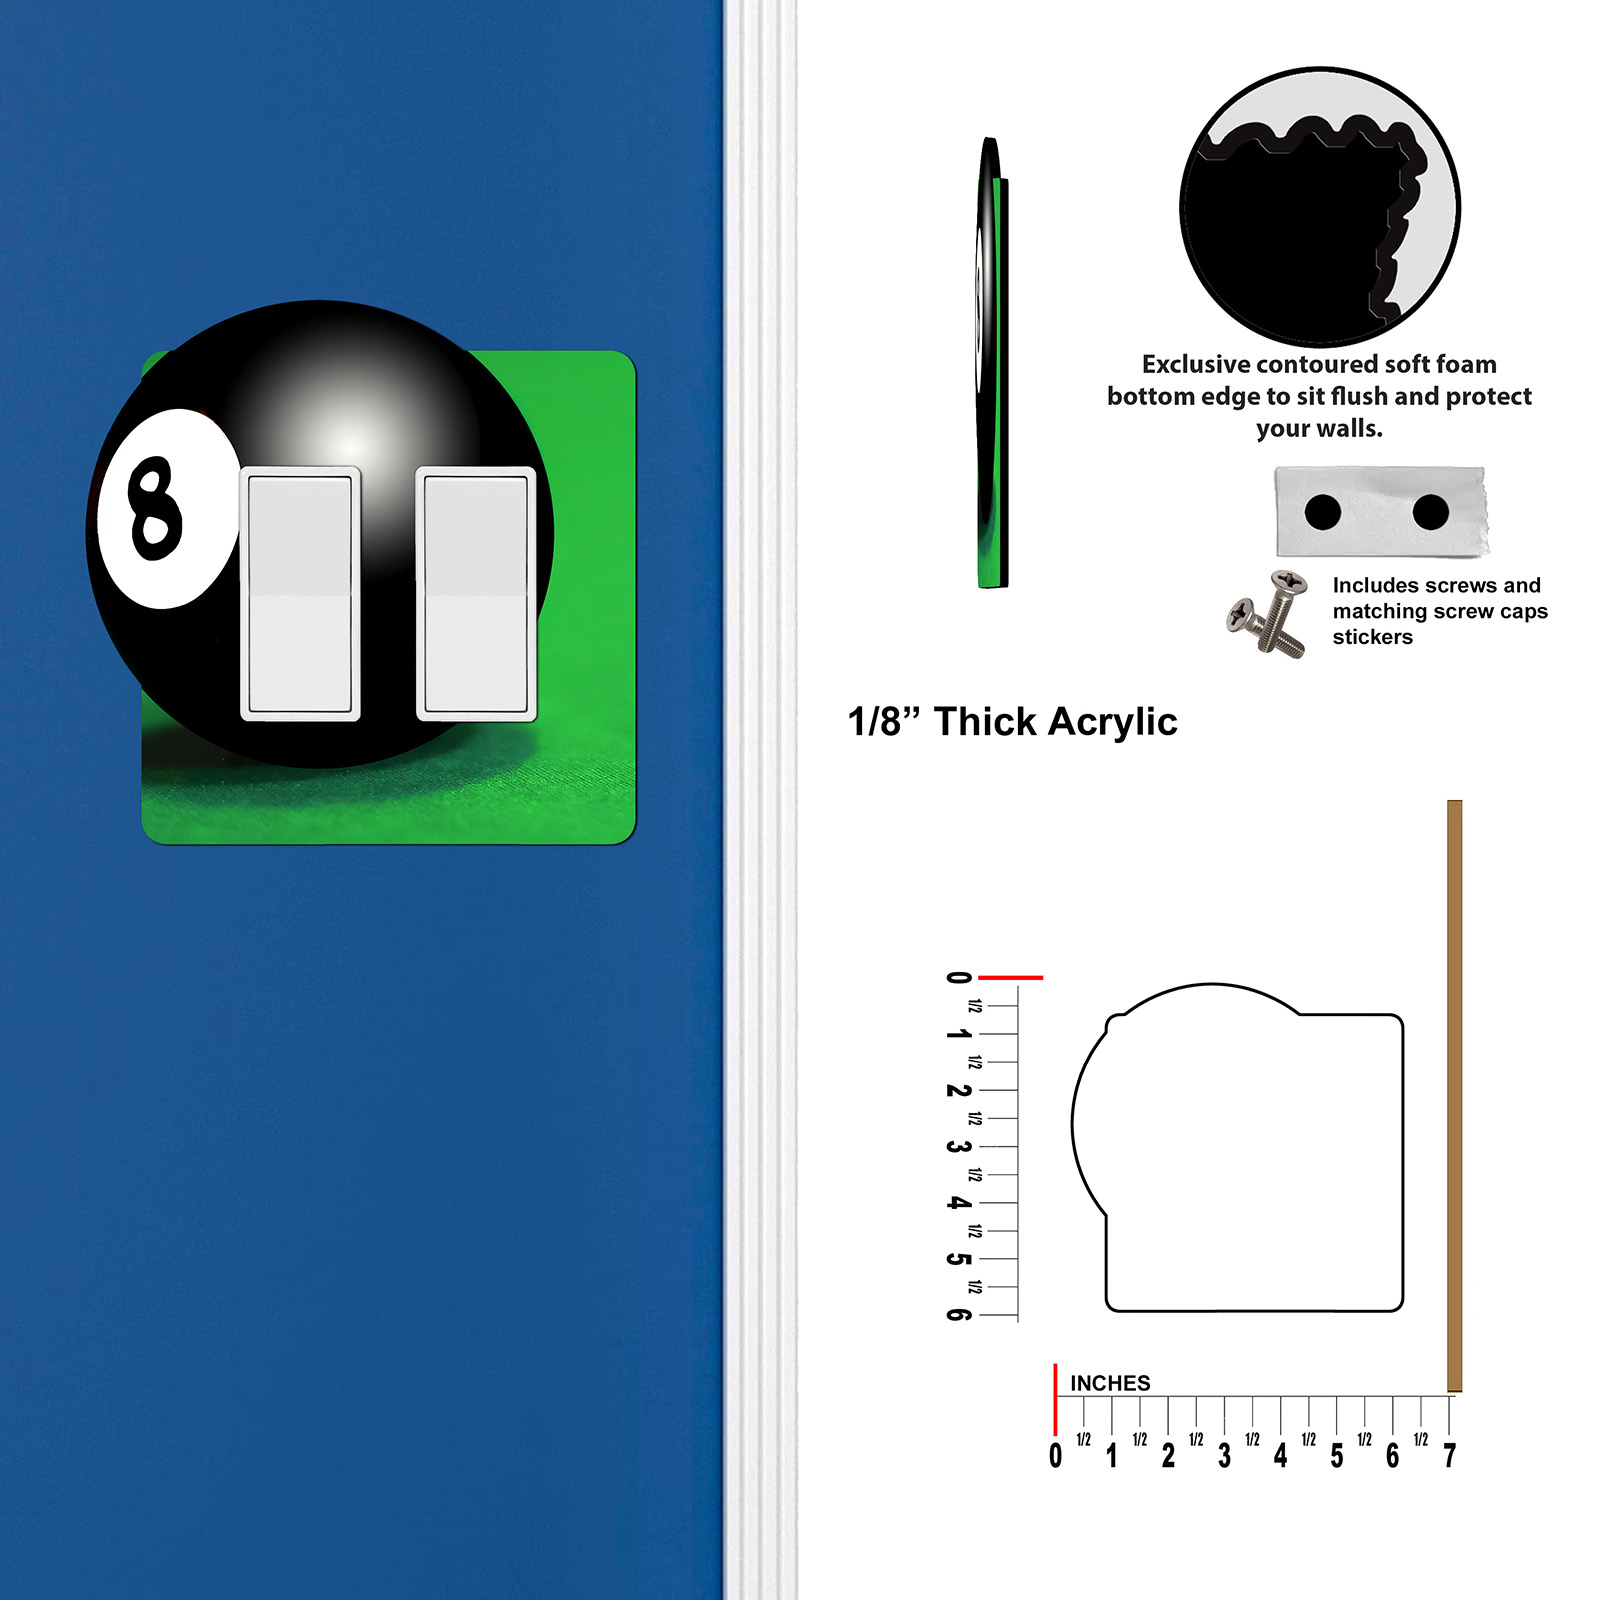 8
Exclusive contoured soft foam
bottom edge to sit flush and protect
your walls.
Includes screws and
matching screw caps
stickers
1/8” Thick Acrylic
0
1/2
1
1/2
2
1/2
3
1/2
4
1/2
5
1/2
6
INCHES
0 1/2 1 1/2 2 1/2 3 1/2 4 1/2 5 1/2 6 1/2 7